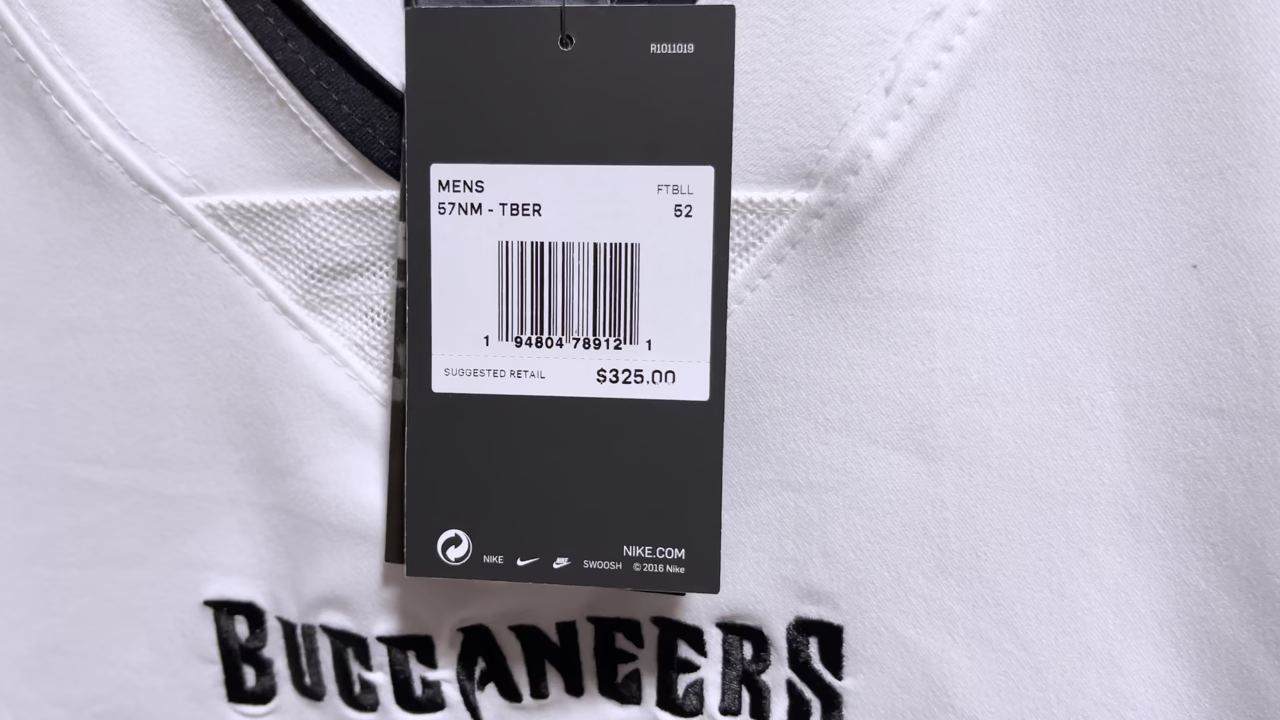 R1011019
MENS FTBLL
57NM - TBER 52
1 94804 78912 1
SUGGESTED RETAIL $325.00
NIKE.COM
NIKE SWOOSH © 2016 Nike
BUCCANEERS